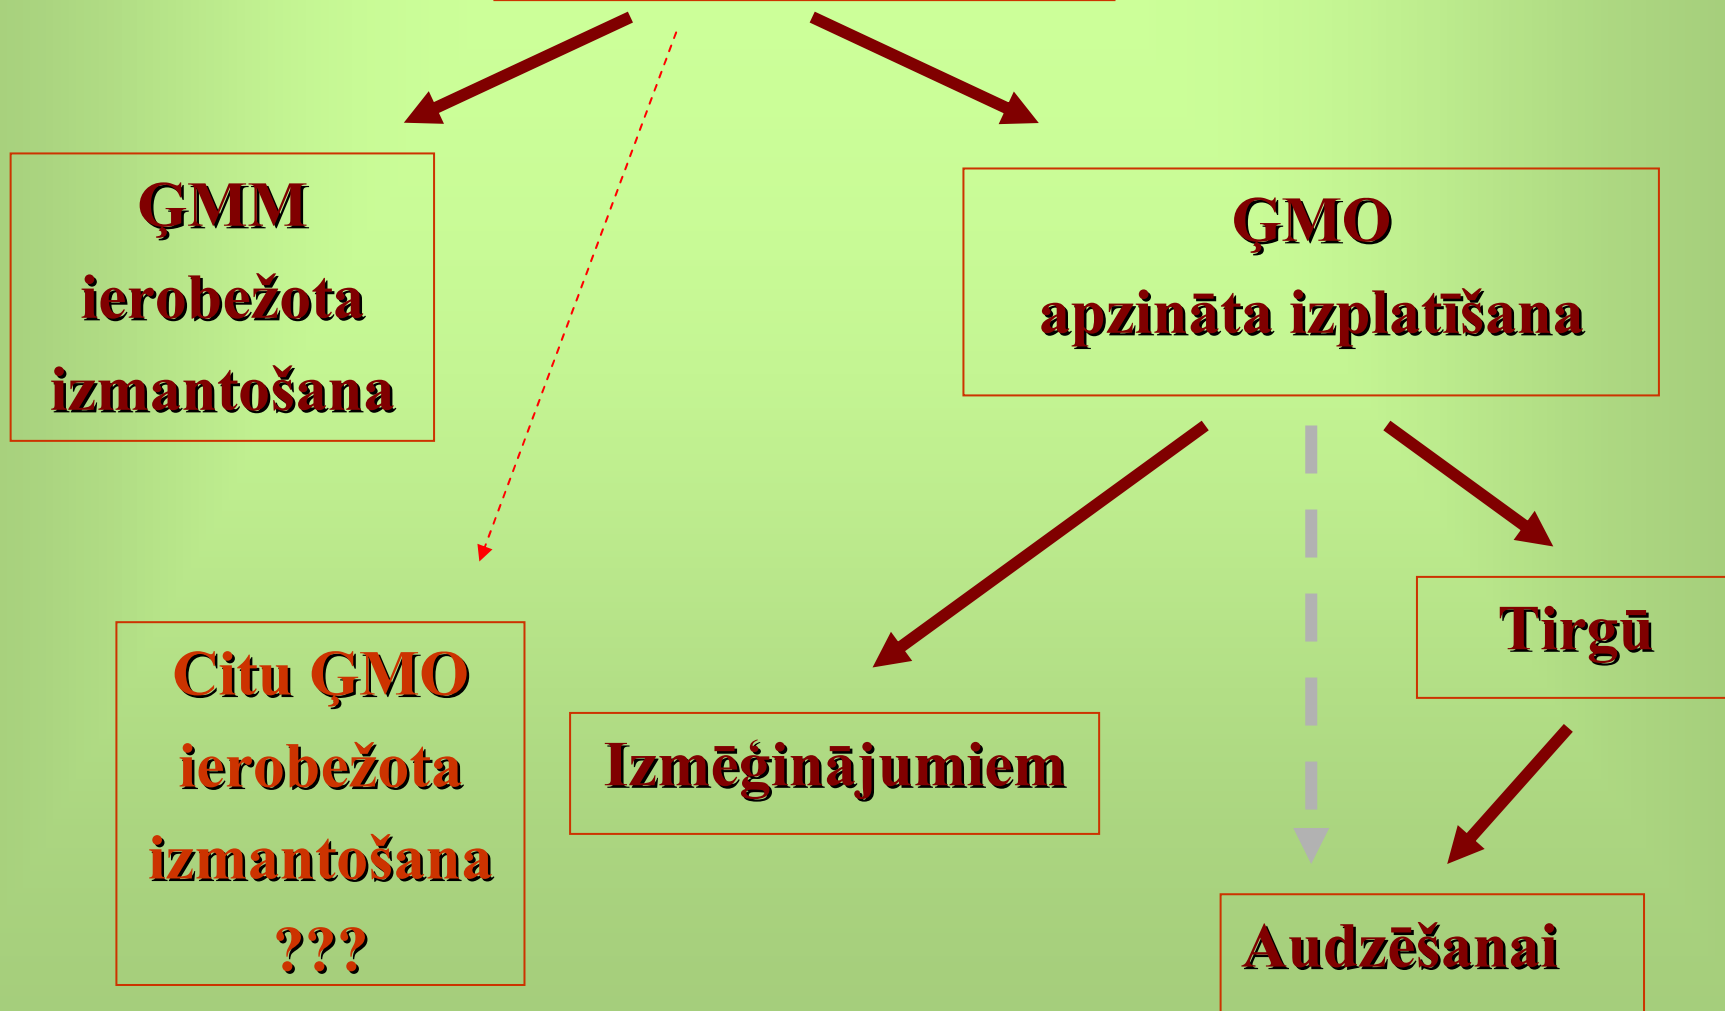 ĢMM
ierobežota
izmantošana
ĢMO
apzināta izplatīšana
Citu ĢMO
ierobežota
izmantošana
???
Izmēģinājumiem
Tirgū
Audzēšanai